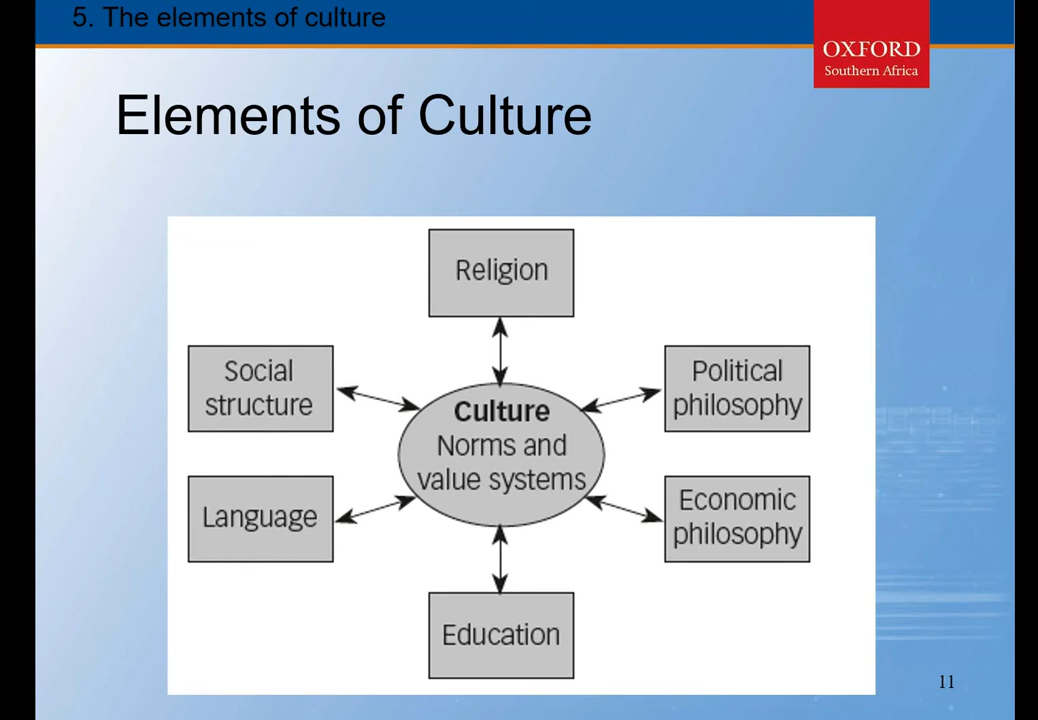 5. The elements of culture
OXFORD
Southern Africa
Elements of Culture
Religion
Social
structure
Political
philosophy
Culture
Norms and
value systems
Language
Economic
philosophy
Education
11